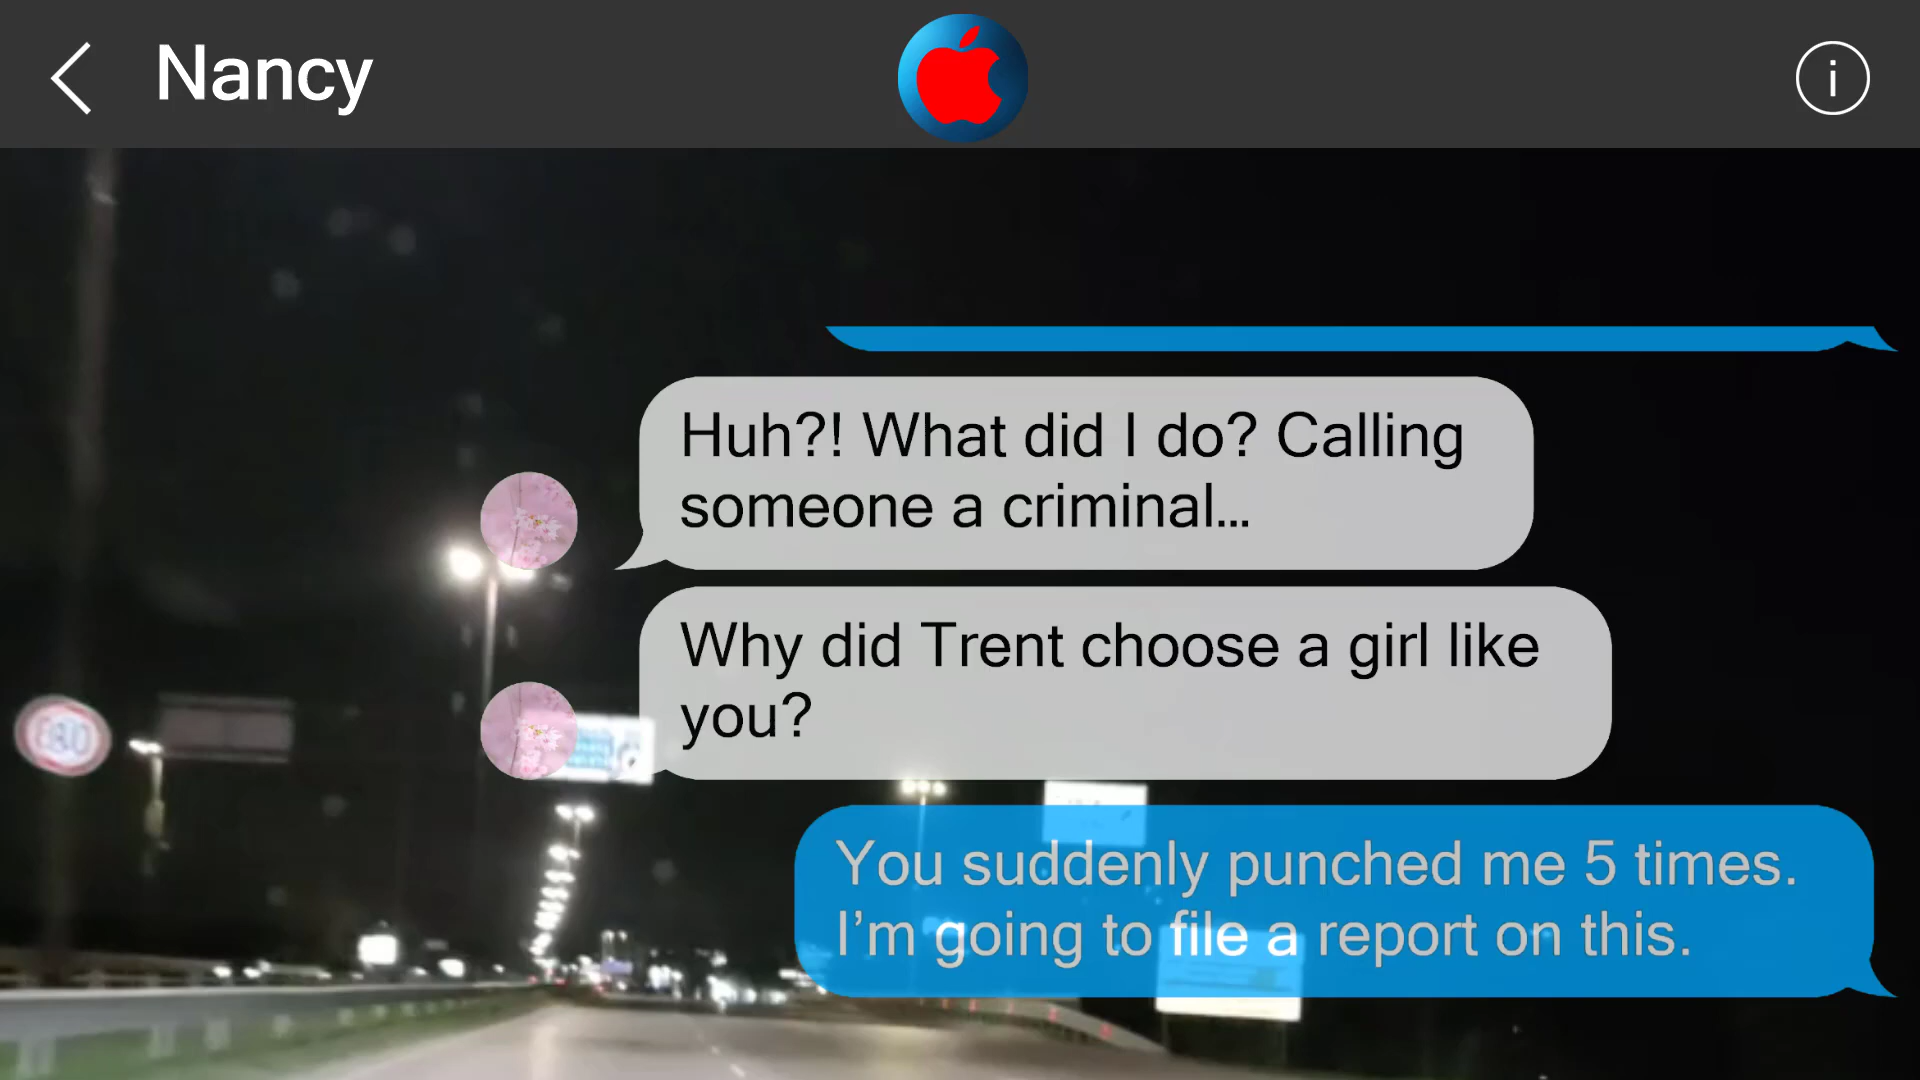 Nancy
i
Huh?! What did I do? Calling
someone a criminal…
Why did Trent choose a girl like
you?
You suddenly punched me 5 times.
I’m going to file a report on this.